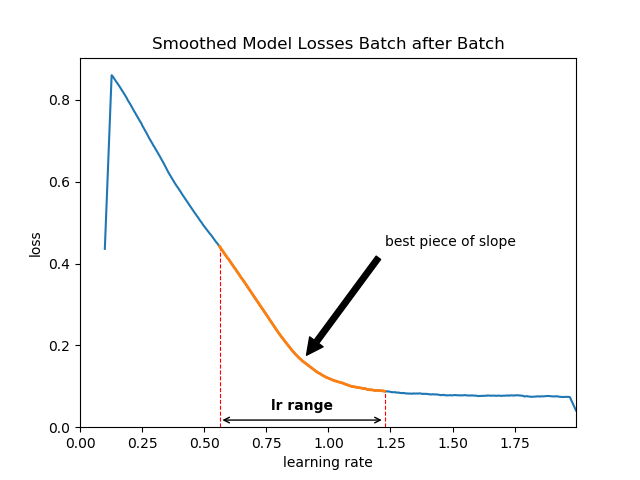 Smoothed Model Losses Batch after Batch
0.8
0.6
0.4
0.2
0.0
loss
best piece of slope
lr range
0.00 0.25 0.50 0.75 1.00 1.25 1.50 1.75
learning rate